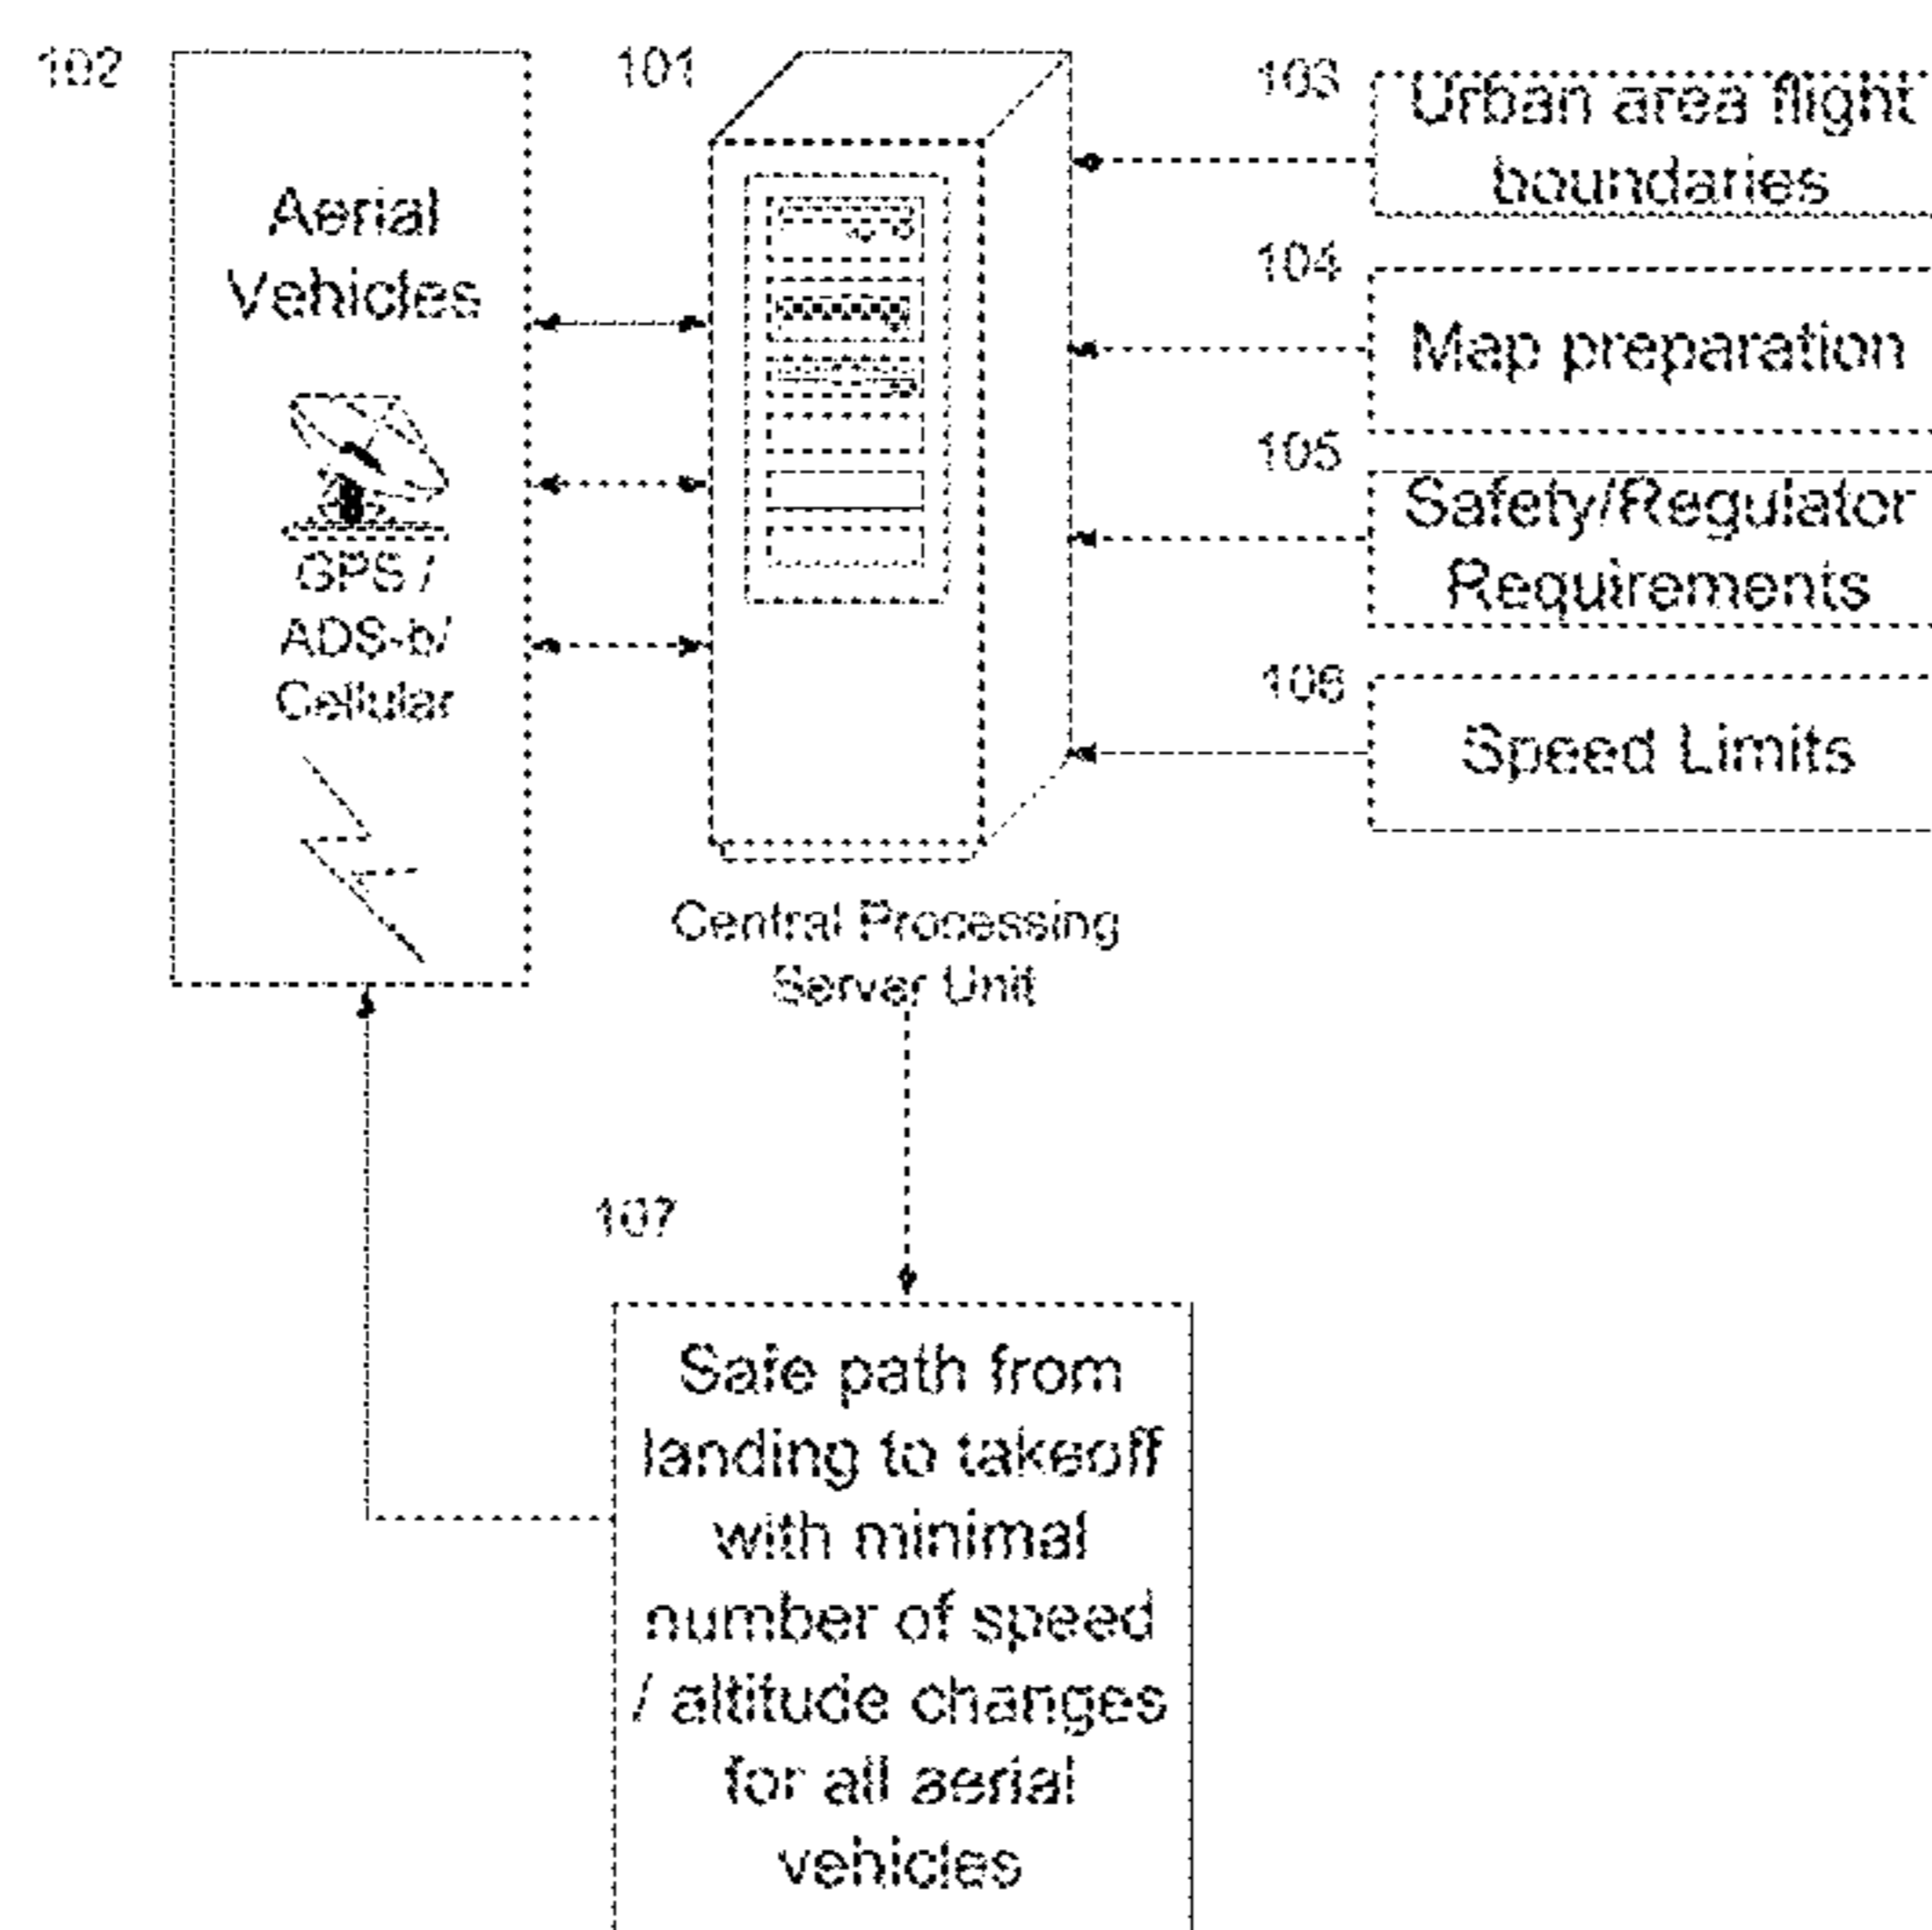 102
Aerial
Vehicles
GPS /
ADS-b/
Cellular
101
Central Processing
Server Unit
103
Urban area flight
boundaries
104
Map preparation
105
Safety/Regulator
Requirements
106
Speed Limits
107
Safe path from
landing to takeoff
with minimal
number of speed
/ altitude changes
for all aerial
vehicles